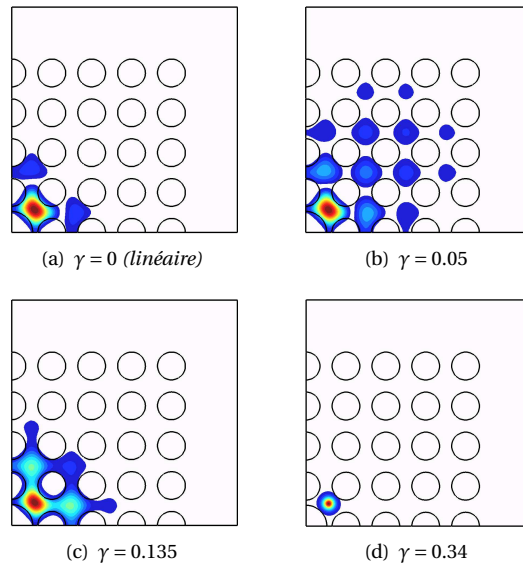 (a) γ = 0 (linéaire)
(b) γ = 0.05
(c) γ = 0.135
(d) γ = 0.34